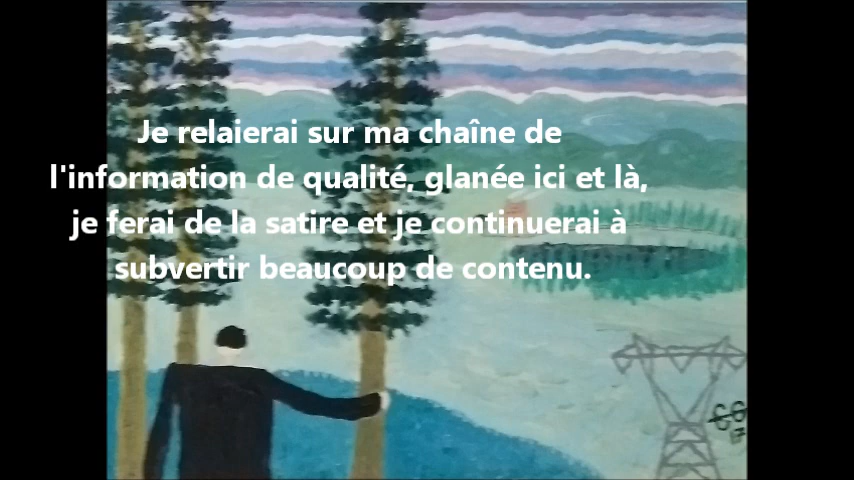 Je relaierai sur ma chaîne de
l'information de qualité, glanée ici et là,
je ferai de la satire et je continuerai à
subvertir beaucoup de contenu.